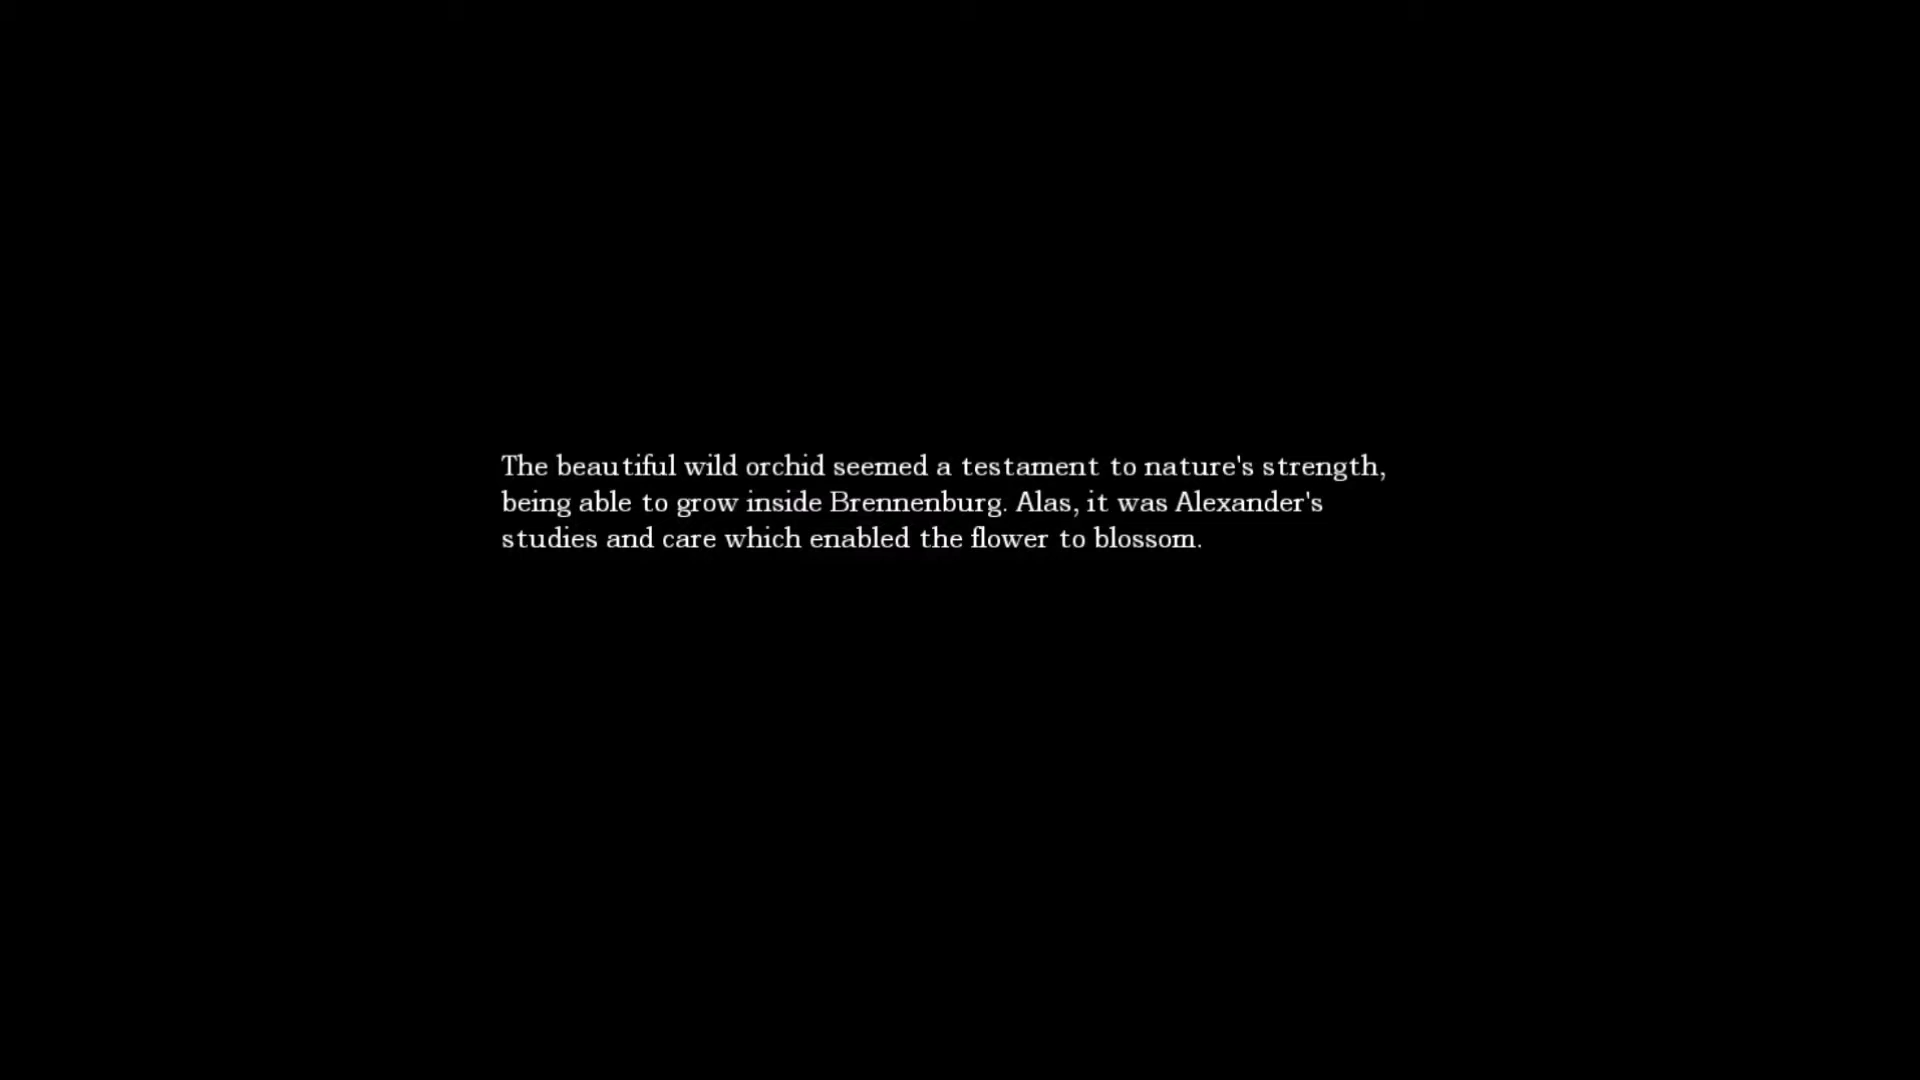 The beautiful wild orchid seemed a testament to nature's strength,
being able to grow inside Brennenburg. Alas, it was Alexander's
studies and care which enabled the flower to blossom.